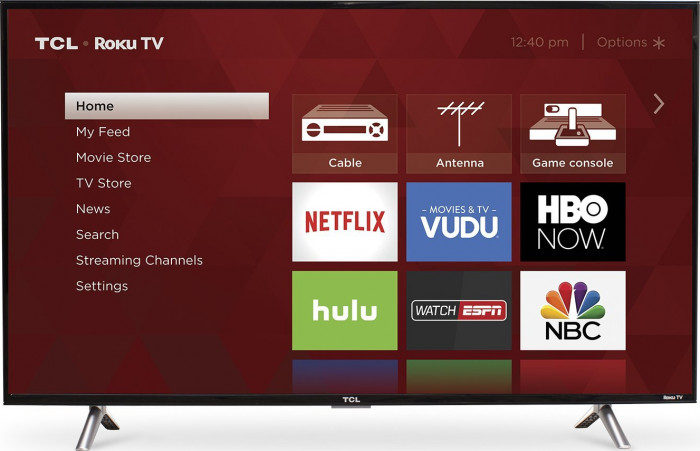 TCL • Roku TV
12:40 pm | Options
Home
My Feed
Movie Store
TV Store
News
Search
Streaming Channels
Settings
Cable
Antenna
Game console
NETFLIX
– MOVIES & TV –
VUDU
HBO
NOW
hulu
WATCH ESPN
NBC
TCL
Roku TV